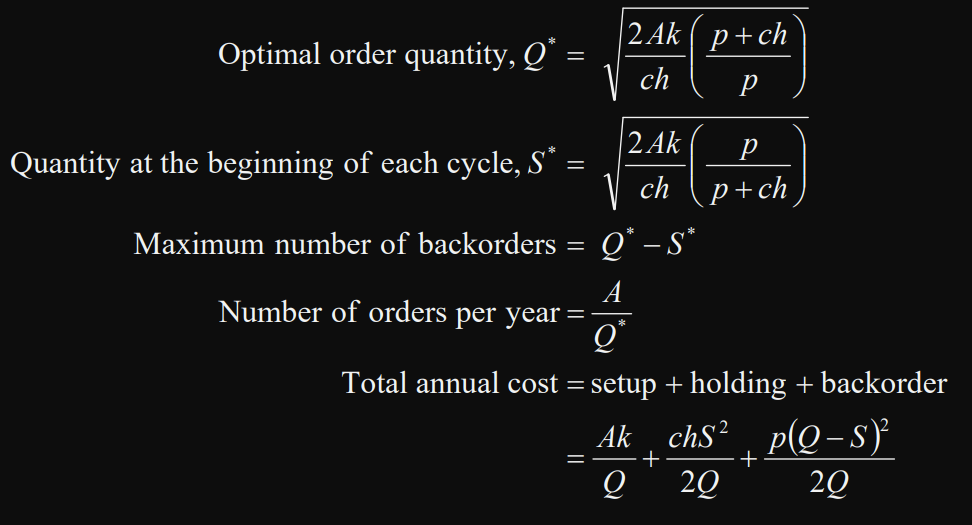 Optimal order quantity, Q* = √(2Ak/ch (p + ch/p))
Quantity at the beginning of each cycle, S* = √(2Ak/ch (p/p + ch))
Maximum number of backorders = Q* − S*
Number of orders per year = A/Q*
Total annual cost = setup + holding + backorder
= Ak/Q + chS²/2Q + p(Q − S)²/2Q